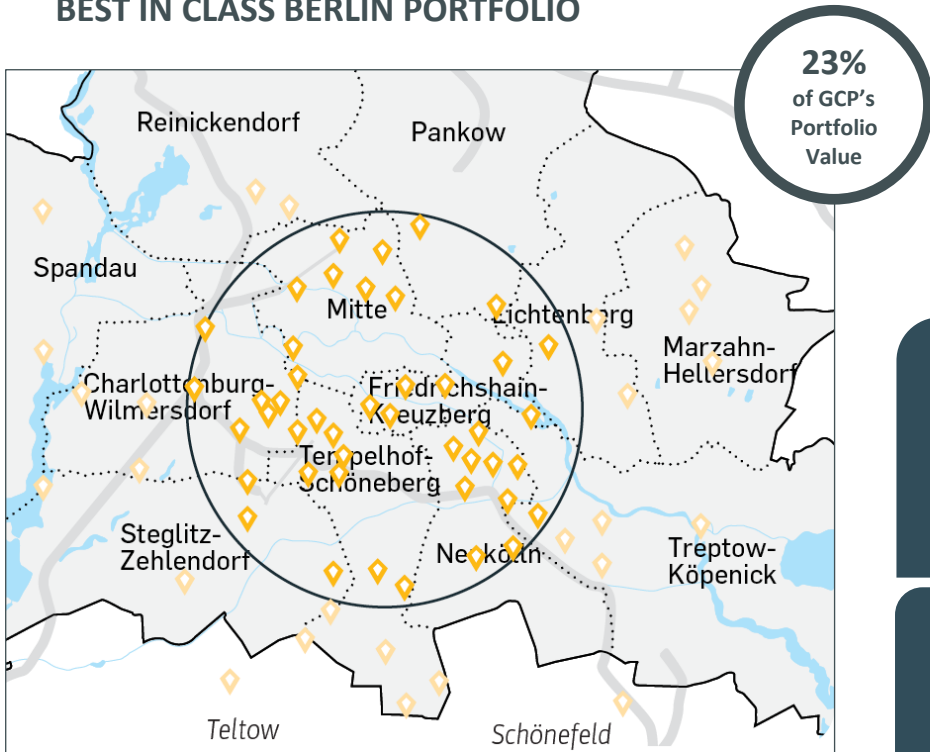 BEST IN CLASS BERLIN PORTFOLIO
23%
of GCP's
Portfolio
Value
Reinickendorf
Pankow
Spandau
Mitte
Lichtenberg
Marzahn-
Hellersdorf
Charlottenburg-
Wilmersdorf
Friedrichshain-
Kreuzberg
Tempelhof-
Schöneberg
Steglitz-
Zehlendorf
Neukölln
Treptow-
Köpenick
Teltow
Schönefeld